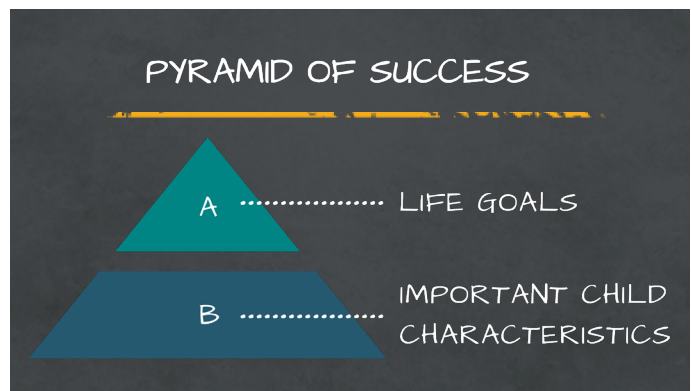 PYRAMID OF SUCCESS
A
LIFE GOALS
B
IMPORTANT CHILD
CHARACTERISTICS